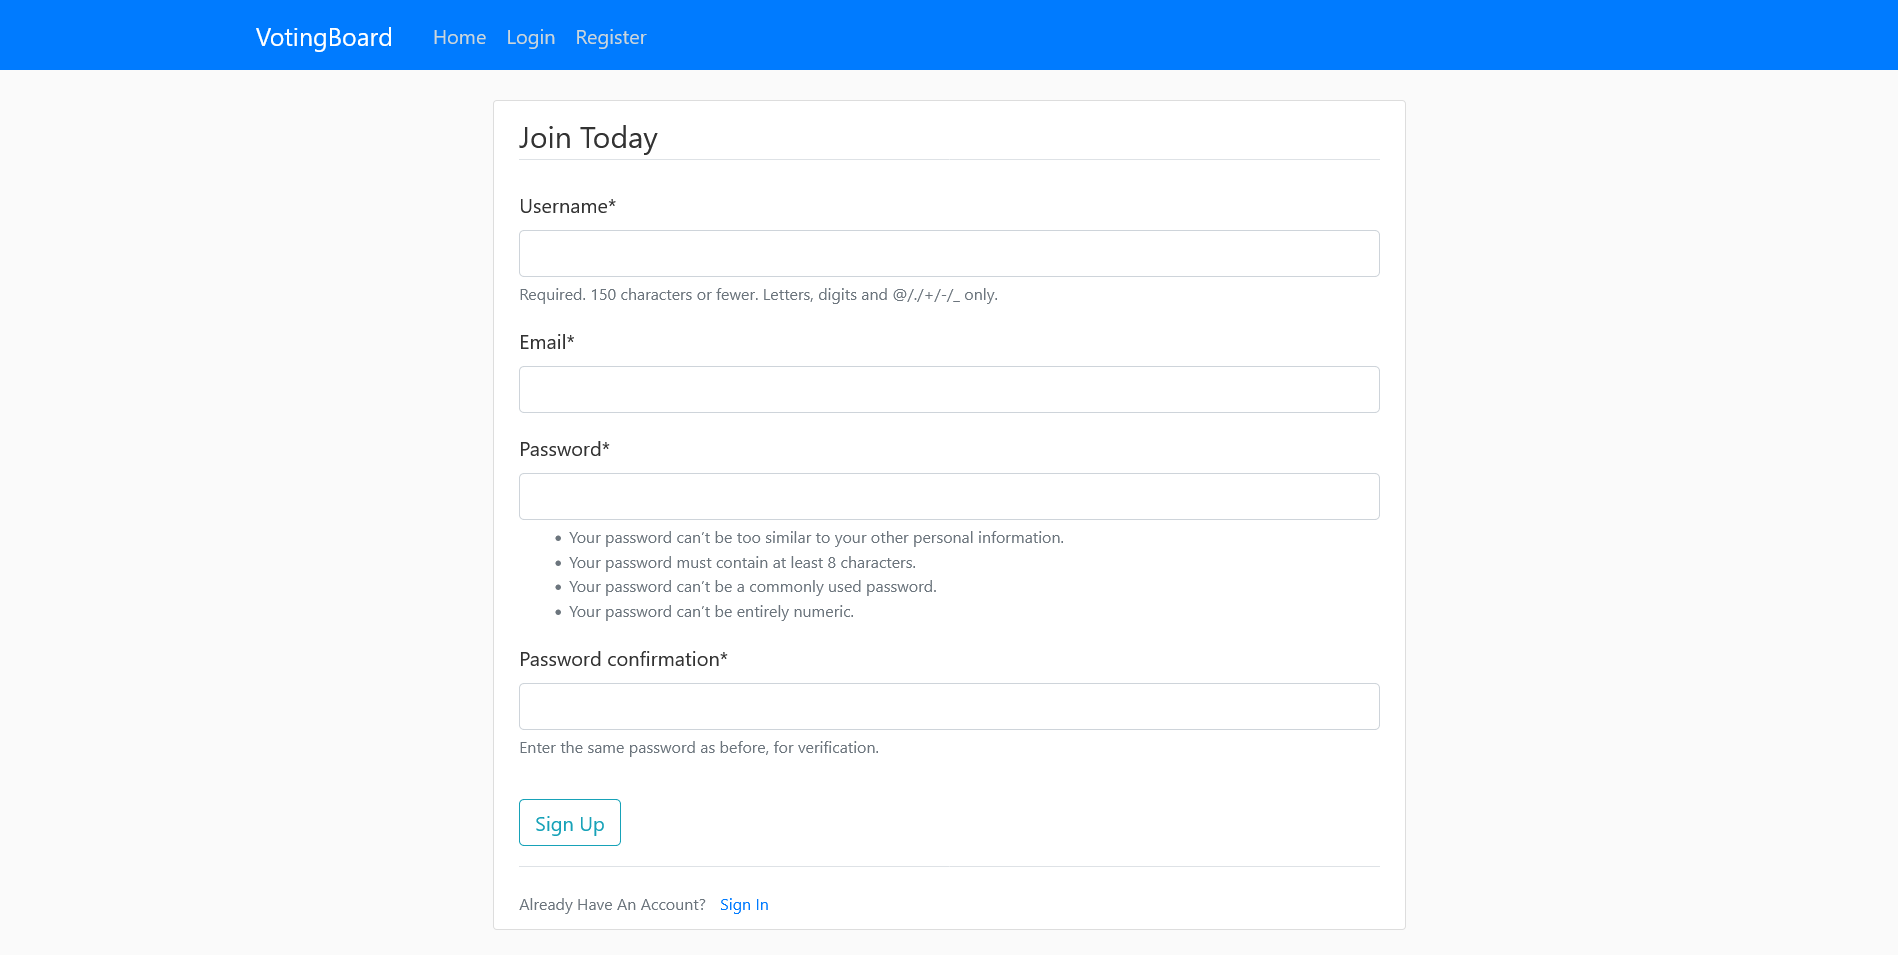 VotingBoard Home Login Register
Join Today
Username*
Required. 150 characters or fewer. Letters, digits and @/./+/-/_ only.
Email*
Password*
• Your password can't be too similar to your other personal information.
• Your password must contain at least 8 characters.
• Your password can't be a commonly used password.
• Your password can't be entirely numeric.
Password confirmation*
Enter the same password as before, for verification.
Sign Up
Already Have An Account? Sign In